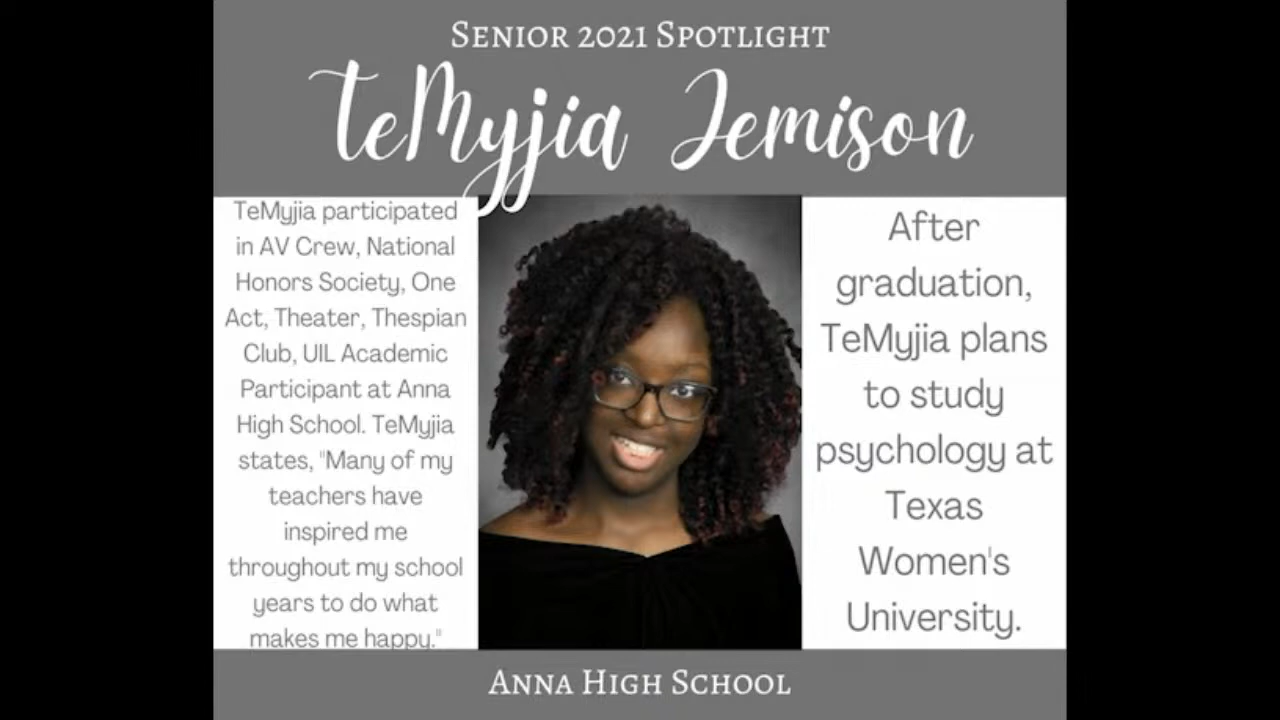 Senior 2021 Spotlight
teMyjia Jemison
TeMyjia participated
in AV Crew, National
Honors Society, One
Act, Theater, Thespian
Club, UIL Academic
Participant at Anna
High School. TeMyjia
states, "Many of my
teachers have
inspired me
throughout my school
years to do what
makes me happy."
After
graduation,
TeMyjia plans
to study
psychology at
Texas
Women's
University.
Anna High School